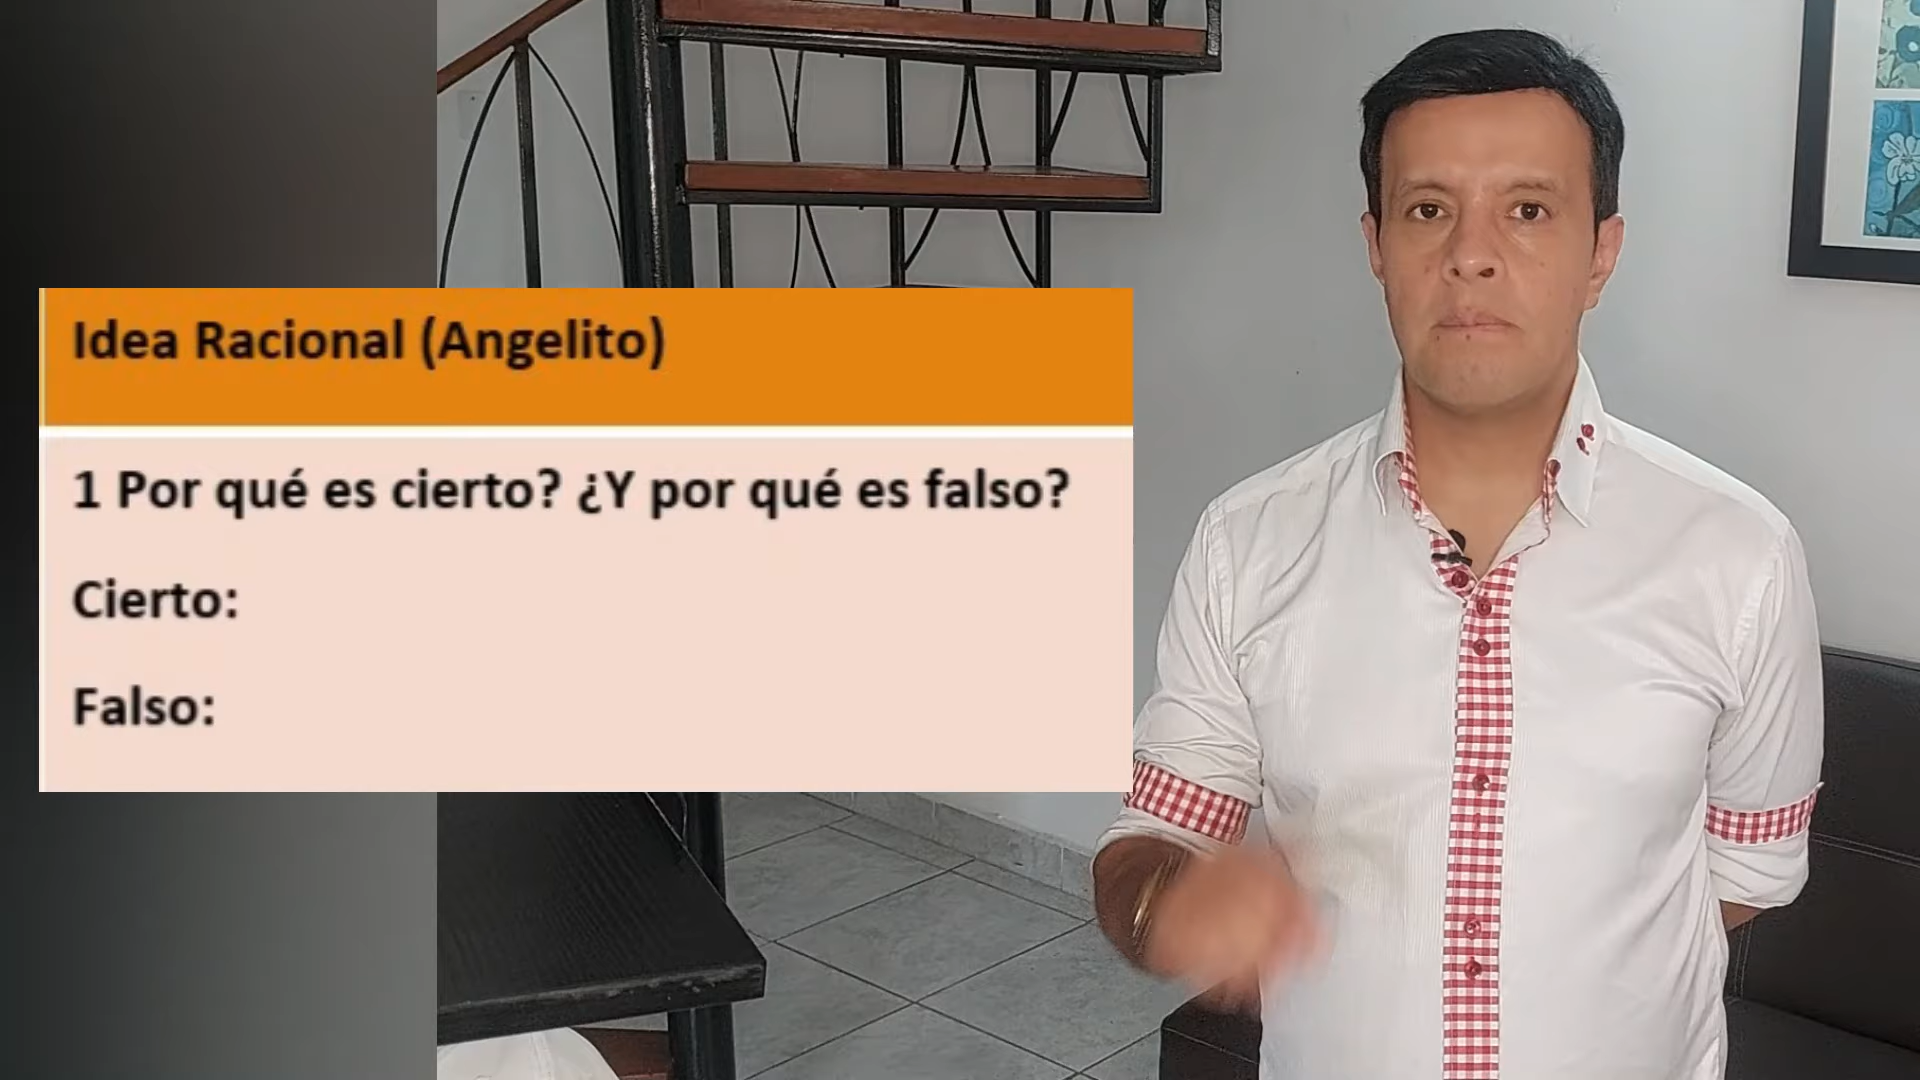 Idea Racional (Angelito)
1 Por qué es cierto? ¿Y por qué es falso?
Cierto:
Falso: